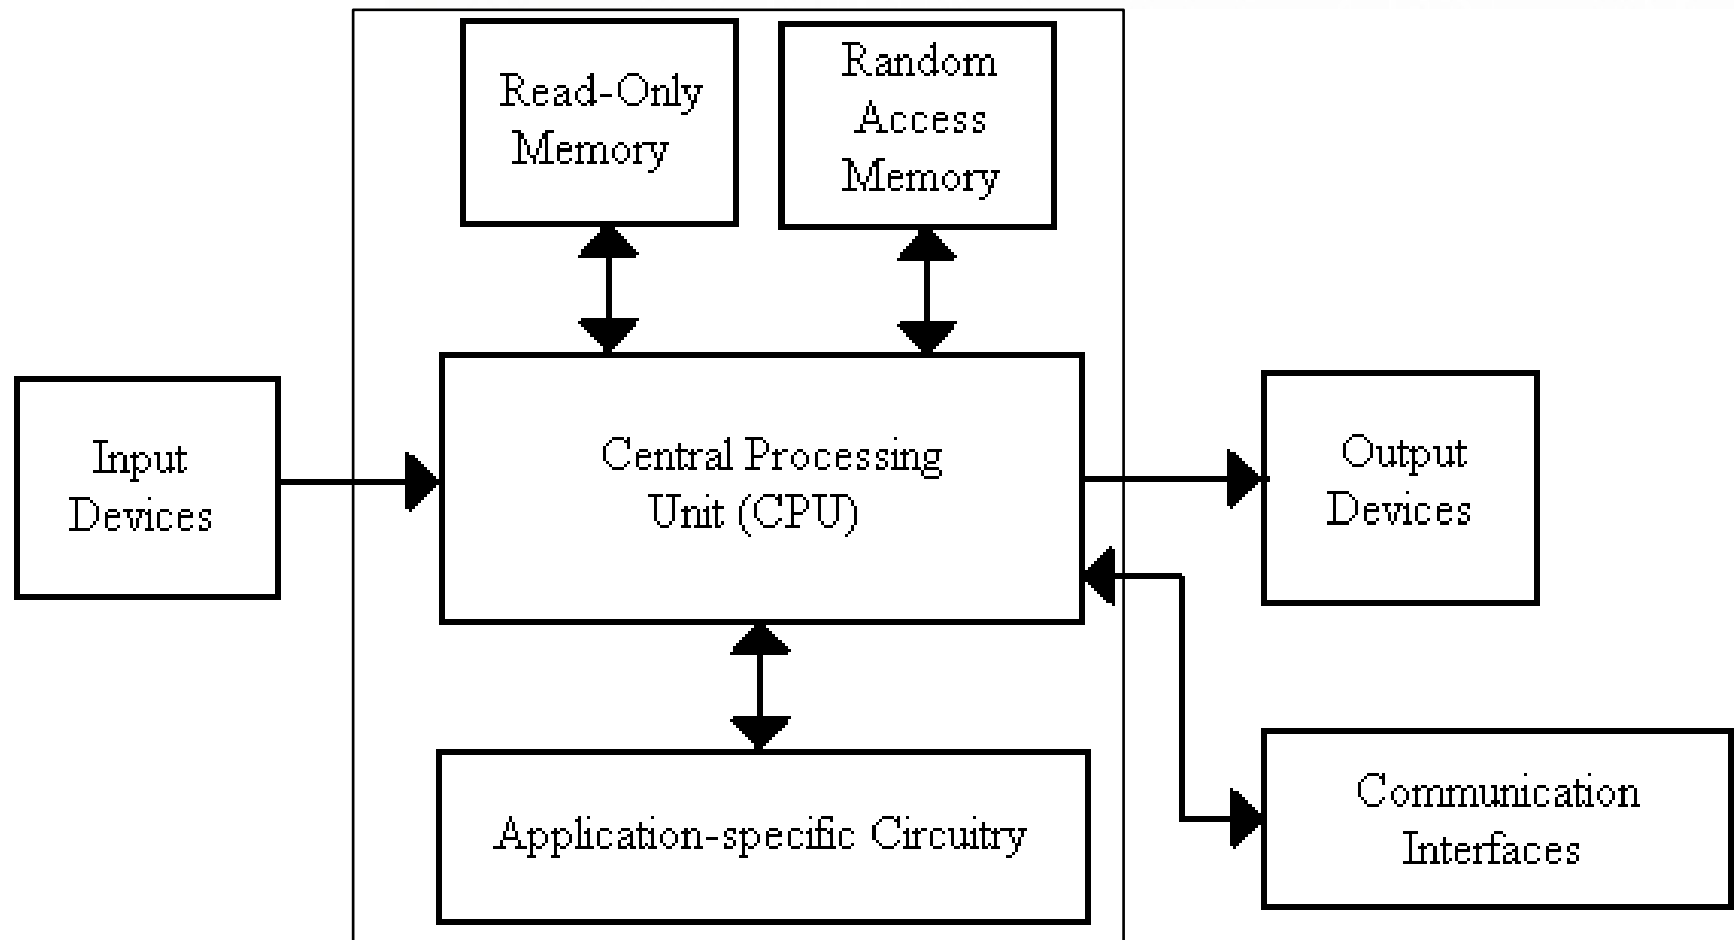 Read-Only
Memory
Random
Access
Memory
Input
Devices
Central Processing
Unit (CPU)
Output
Devices
Application-specific Circuitry
Communication
Interfaces